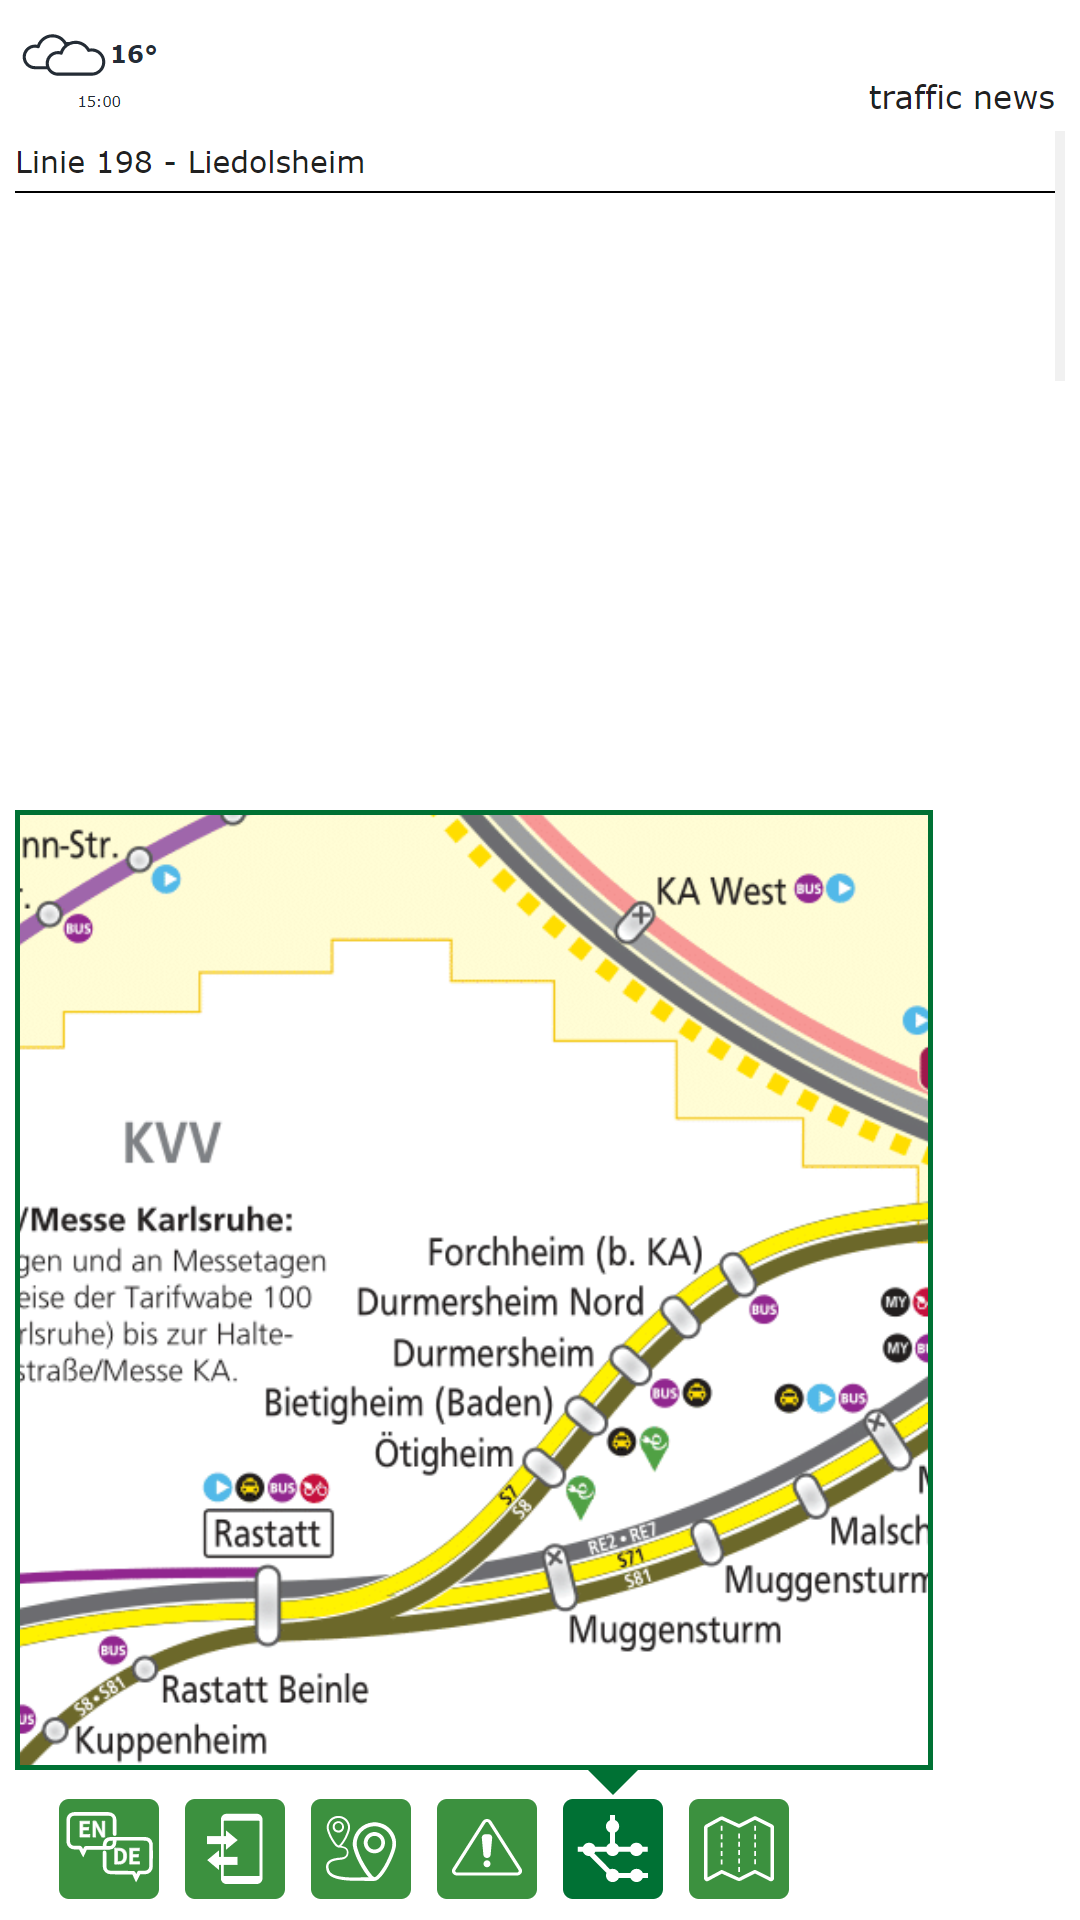 16°
15:00
traffic news
Linie 198 - Liedolsheim
nn-Str.
BUS
KA West BUS
KVV
/Messe Karlsruhe:
gen und an Messetagen
eise der Tarifwabe 100
rlsruhe) bis zur Halte-
straße/Messe KA.
Forchheim (b. KA)
BUS
Durmersheim Nord
MY
Durmersheim
MY
BUS
BUS
Bietigheim (Baden)
Ötigheim
S7
S8
BUS
Rastatt
RE2 • RE7
S71
S81
Malsch
Muggensturm
Muggensturm
BUS
Rastatt Beinle
S8 • S81
Kuppenheim
EN
DE